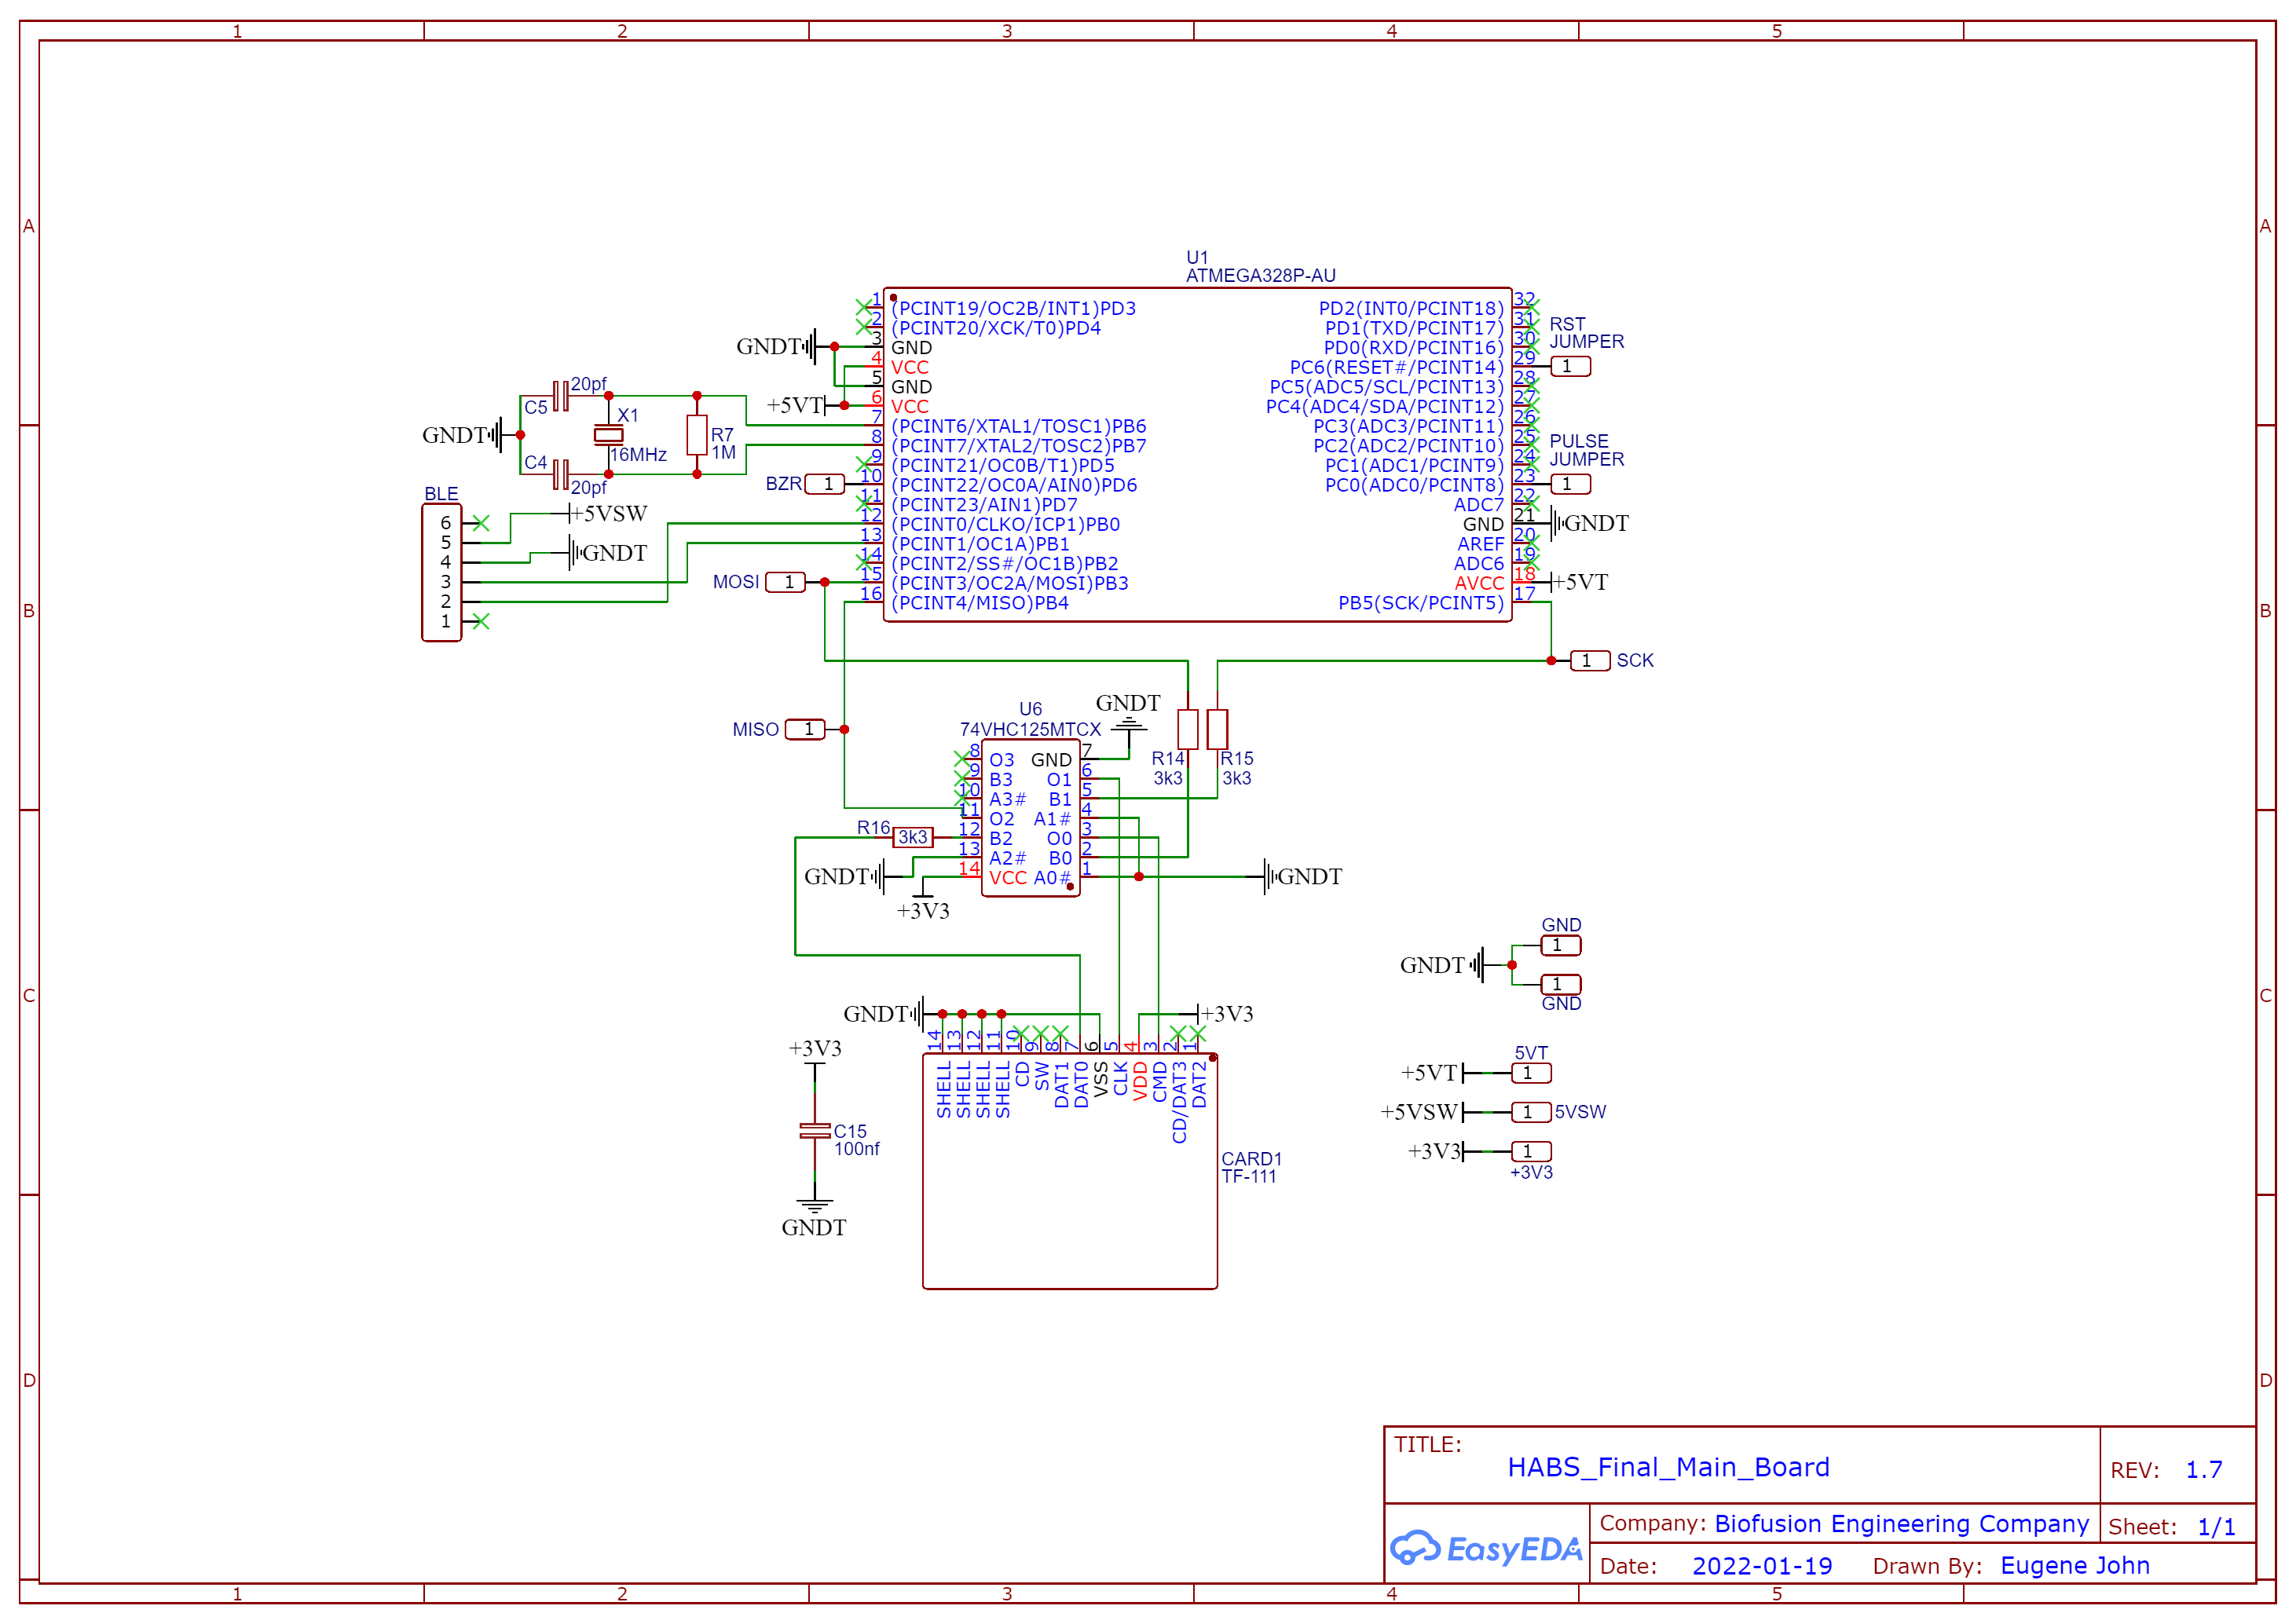 1 2 3 4 5
A A
B B
C C
D D
U1
ATMEGA328P-AU
1 (PCINT19/OC2B/INT1)PD3
2 (PCINT20/XCK/T0)PD4
GNDT 3 GND
4 VCC
5 GND
+5VT 6 VCC
7 (PCINT6/XTAL1/TOSC1)PB6
8 (PCINT7/XTAL2/TOSC2)PB7
9 (PCINT21/OC0B/T1)PD5
BZR 1 10 (PCINT22/OC0A/AIN0)PD6
11 (PCINT23/AIN1)PD7
12 (PCINT0/CLKO/ICP1)PB0
13 (PCINT1/OC1A)PB1
14 (PCINT2/SS#/OC1B)PB2
MOSI 1 15 (PCINT3/OC2A/MOSI)PB3
16 (PCINT4/MISO)PB4
PD2(INT0/PCINT18) 32
PD1(TXD/PCINT17) 31
PD0(RXD/PCINT16) 30
PC6(RESET#/PCINT14) 29 1
RST
JUMPER
PC5(ADC5/SCL/PCINT13) 28
PC4(ADC4/SDA/PCINT12) 27
PC3(ADC3/PCINT11) 26
PC2(ADC2/PCINT10) 25
PC1(ADC1/PCINT9) 24
PC0(ADC0/PCINT8) 23 1
PULSE
JUMPER
ADC7 22
GND 21 GNDT
AREF 20
ADC6 19
AVCC 18 +5VT
PB5(SCK/PCINT5) 17
1 SCK
20pf
C5
X1
16MHz
R7
1M
GNDT
C4
20pf
BLE
6
5 +5VSW
4 GNDT
3
2
1
MISO 1
U6
74VHC125MTCX
GNDT
R14
3k3
R15
3k3
8 O3 GND 7
9 B3 O1 6
10 A3# B1 5
11 O2 A1# 4
12 B2 O0 3
13 A2# B0 2
14 VCC A0# 1
R16 3k3
GNDT
+3V3
GNDT
GNDT
+3V3
14 13 12 11 10 9 8 7 6 5 4 3 2 1
SHELL SHELL SHELL SHELL CD SW DAT1 DAT0 VSS CLK VDD CMD CD/DAT3 DAT2
CARD1
TF-111
+3V3
C15
100nf
GNDT
GND
1
GNDT
1
GND
5VT
+5VT 1
+5VSW 1 5VSW
+3V3 1
+3V3
TITLE:
HABS_Final_Main_Board
REV: 1.7
EasyEDA
Company: Biofusion Engineering Company
Sheet: 1/1
Date: 2022-01-19 Drawn By: Eugene John
1 2 3 4 5